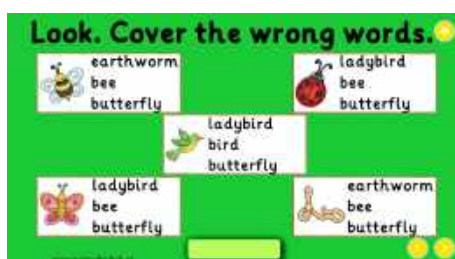 Look. Cover the wrong words.
earthworm
bee
butterfly
ladybird
bee
butterfly
ladybird
bird
butterfly
ladybird
bee
butterfly
earthworm
bee
butterfly